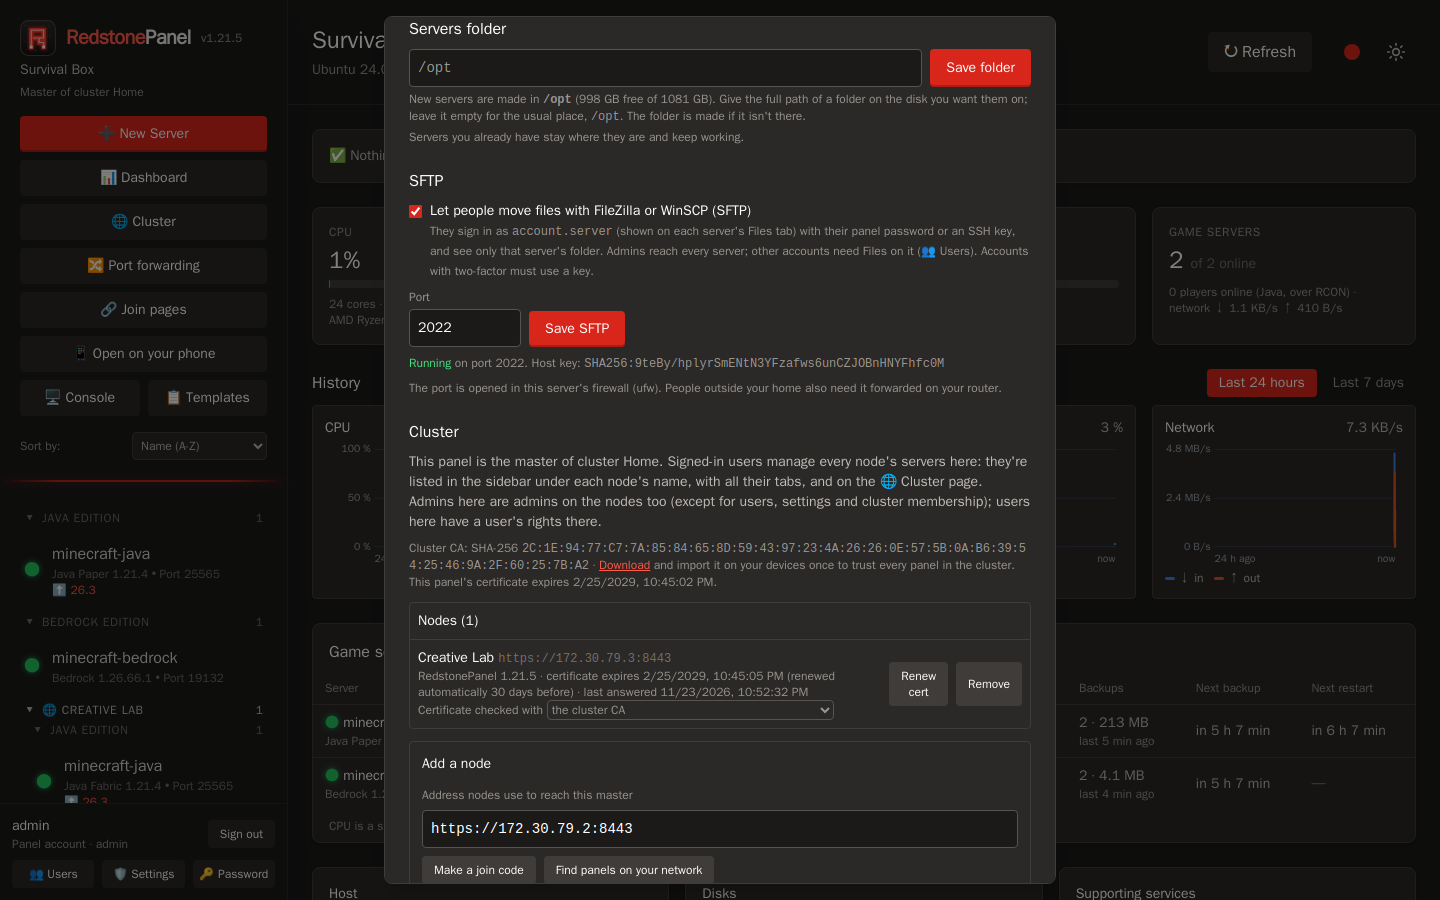 RedstonePanel v1.21.5
Survival Box
Master of cluster Home
➕ New Server
📊 Dashboard
🌐 Cluster
🔀 Port forwarding
🔗 Join pages
📱 Open on your phone
🖥️ Console
📋 Templates
Sort by:
Name (A-Z)
▼ JAVA EDITION 1
minecraft-java
Java Paper 1.21.4 • Port 25565
⬆️ 26.3
▼ BEDROCK EDITION 1
minecraft-bedrock
Bedrock 1.26.66.1 • Port 19132
▼ 🌐 CREATIVE LAB 1
▼ JAVA EDITION 1
minecraft-java
Java Fabric 1.21.4 • Port 25565
⬆️ 26.3
admin
Panel account · admin
Sign out
👥 Users
🛡️ Settings
🔑 Password
Surviva
Ubuntu 24.0
↻ Refresh
✅ Nothin
CPU
1%
24 cores ·
AMD Ryzen
GAME SERVERS
2 of 2 online
0 players online (Java, over RCON) ·
network ↓ 1.1 KB/s ↑ 410 B/s
History
Last 24 hours
Last 7 days
CPU
3 %
100 %
50 %
0 %
24
now
Network
7.3 KB/s
4.8 MB/s
2.4 MB/s
0 B/s
24 h ago
now
↓ in
↑ out
Game se
Server
Backups
Next backup
Next restart
minecr
Java Paper
2 · 213 MB
last 5 min ago
in 5 h 7 min
in 6 h 7 min
minecr
Bedrock 1.2
2 · 4.1 MB
last 4 min ago
in 5 h 7 min
—
CPU is a s
Host
Disks
Supporting services
Servers folder
/opt
Save folder
New servers are made in /opt (998 GB free of 1081 GB). Give the full path of a folder on the disk you want them on;
leave it empty for the usual place, /opt. The folder is made if it isn't there.
Servers you already have stay where they are and keep working.
SFTP
Let people move files with FileZilla or WinSCP (SFTP)
They sign in as account.server (shown on each server's Files tab) with their panel password or an SSH key,
and see only that server's folder. Admins reach every server; other accounts need Files on it (👥 Users). Accounts
with two-factor must use a key.
Port
2022
Save SFTP
Running on port 2022. Host key: SHA256:9teBy/hplyrSmENtN3YFzafws6unCZJOBnHNYFhfc0M
The port is opened in this server's firewall (ufw). People outside your home also need it forwarded on your router.
Cluster
This panel is the master of cluster Home. Signed-in users manage every node's servers here: they're
listed in the sidebar under each node's name, with all their tabs, and on the 🌐 Cluster page.
Admins here are admins on the nodes too (except for users, settings and cluster membership); users
here have a user's rights there.
Cluster CA: SHA-256 2C:1E:94:77:C7:7A:85:84:65:8D:59:43:97:23:4A:26:26:0E:57:5B:0A:B6:39:5
4:25:46:9A:2F:60:25:7B:A2 · Download and import it on your devices once to trust every panel in the cluster.
This panel's certificate expires 2/25/2029, 10:45:02 PM.
Nodes (1)
Creative Lab https://172.30.79.3:8443
RedstonePanel 1.21.5 · certificate expires 2/25/2029, 10:45:05 PM (renewed
automatically 30 days before) · last answered 11/23/2026, 10:52:32 PM
Certificate checked with the cluster CA
Renew
cert
Remove
Add a node
Address nodes use to reach this master
https://172.30.79.2:8443
Make a join code
Find panels on your network